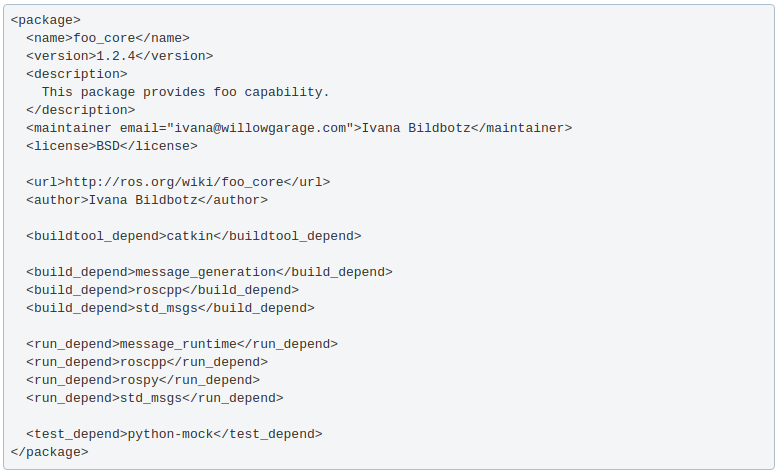 <package>
  <name>foo_core</name>
  <version>1.2.4</version>
  <description>
    This package provides foo capability.
  </description>
  <maintainer email="ivana@willowgarage.com">Ivana Bildbotz</maintainer>
  <license>BSD</license>

  <url>http://ros.org/wiki/foo_core</url>
  <author>Ivana Bildbotz</author>

  <buildtool_depend>catkin</buildtool_depend>

  <build_depend>message_generation</build_depend>
  <build_depend>roscpp</build_depend>
  <build_depend>std_msgs</build_depend>

  <run_depend>message_runtime</run_depend>
  <run_depend>roscpp</run_depend>
  <run_depend>rospy</run_depend>
  <run_depend>std_msgs</run_depend>

  <test_depend>python-mock</test_depend>
</package>